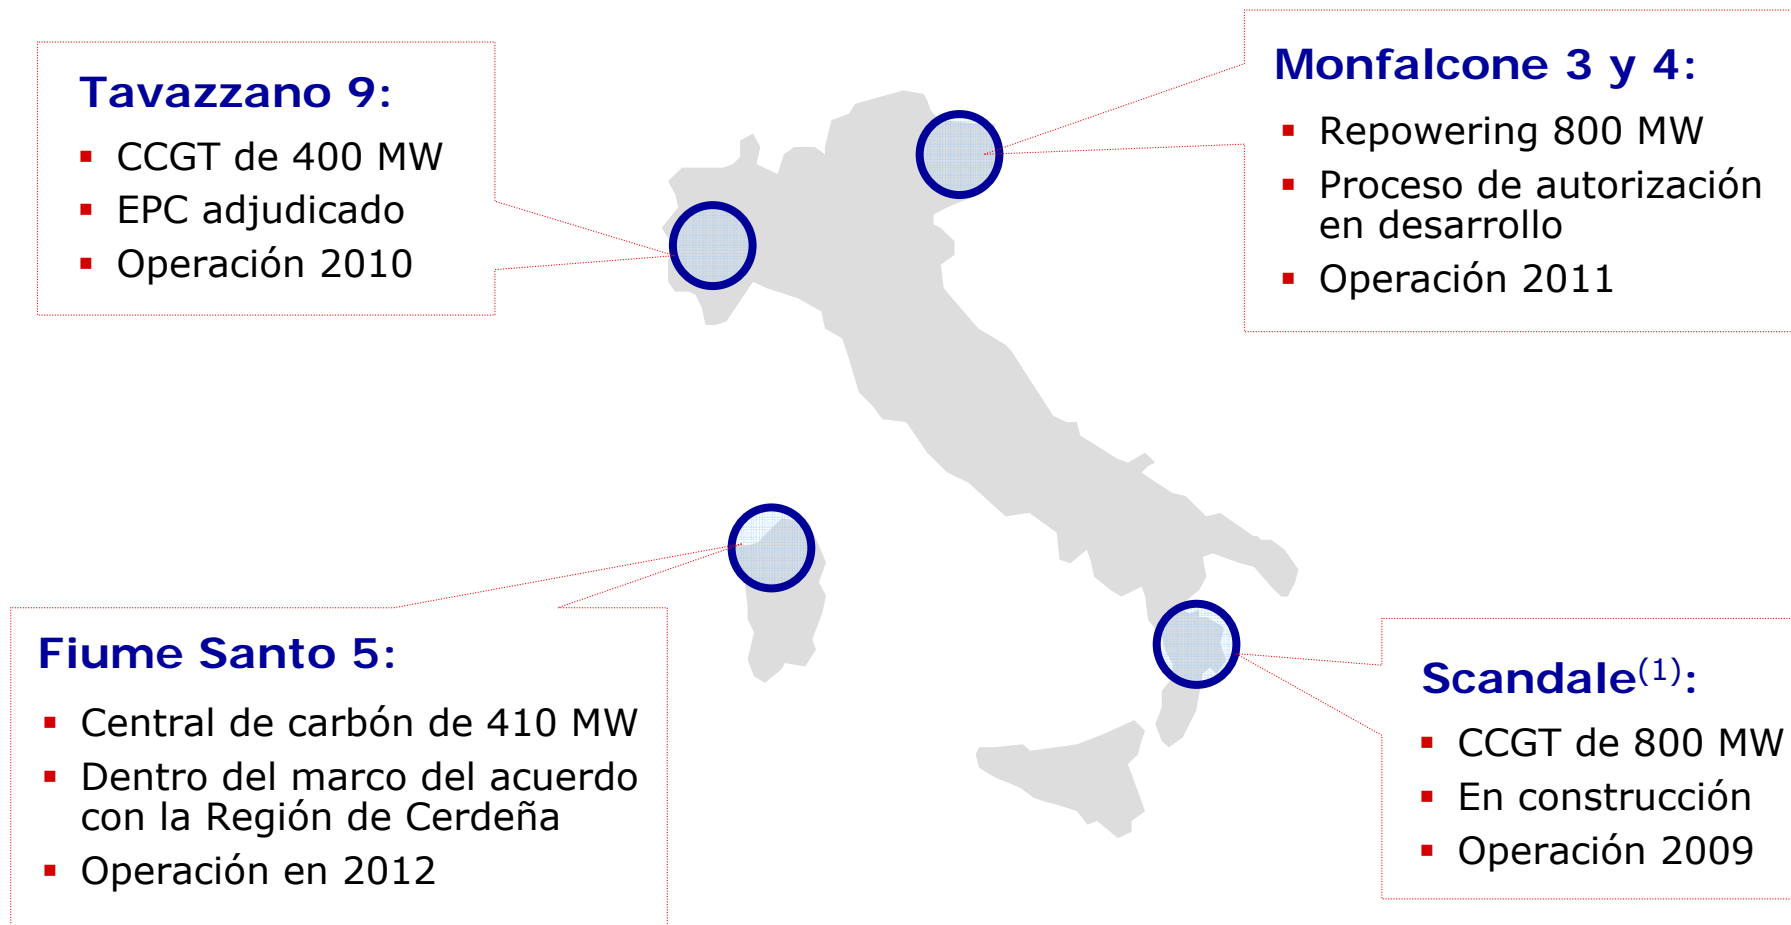 Tavazzano 9:
▪ CCGT de 400 MW
▪ EPC adjudicado
▪ Operación 2010
Monfalcone 3 y 4:
▪ Repowering 800 MW
▪ Proceso de autorización
en desarrollo
▪ Operación 2011
Fiume Santo 5:
▪ Central de carbón de 410 MW
▪ Dentro del marco del acuerdo
con la Región de Cerdeña
▪ Operación en 2012
Scandale(1):
▪ CCGT de 800 MW
▪ En construcción
▪ Operación 2009